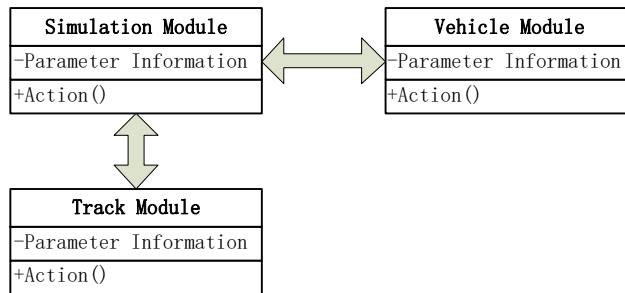 Simulation Module
-Parameter Information
+Action()
Vehicle Module
-Parameter Information
+Action()
Track Module
-Parameter Information
+Action()